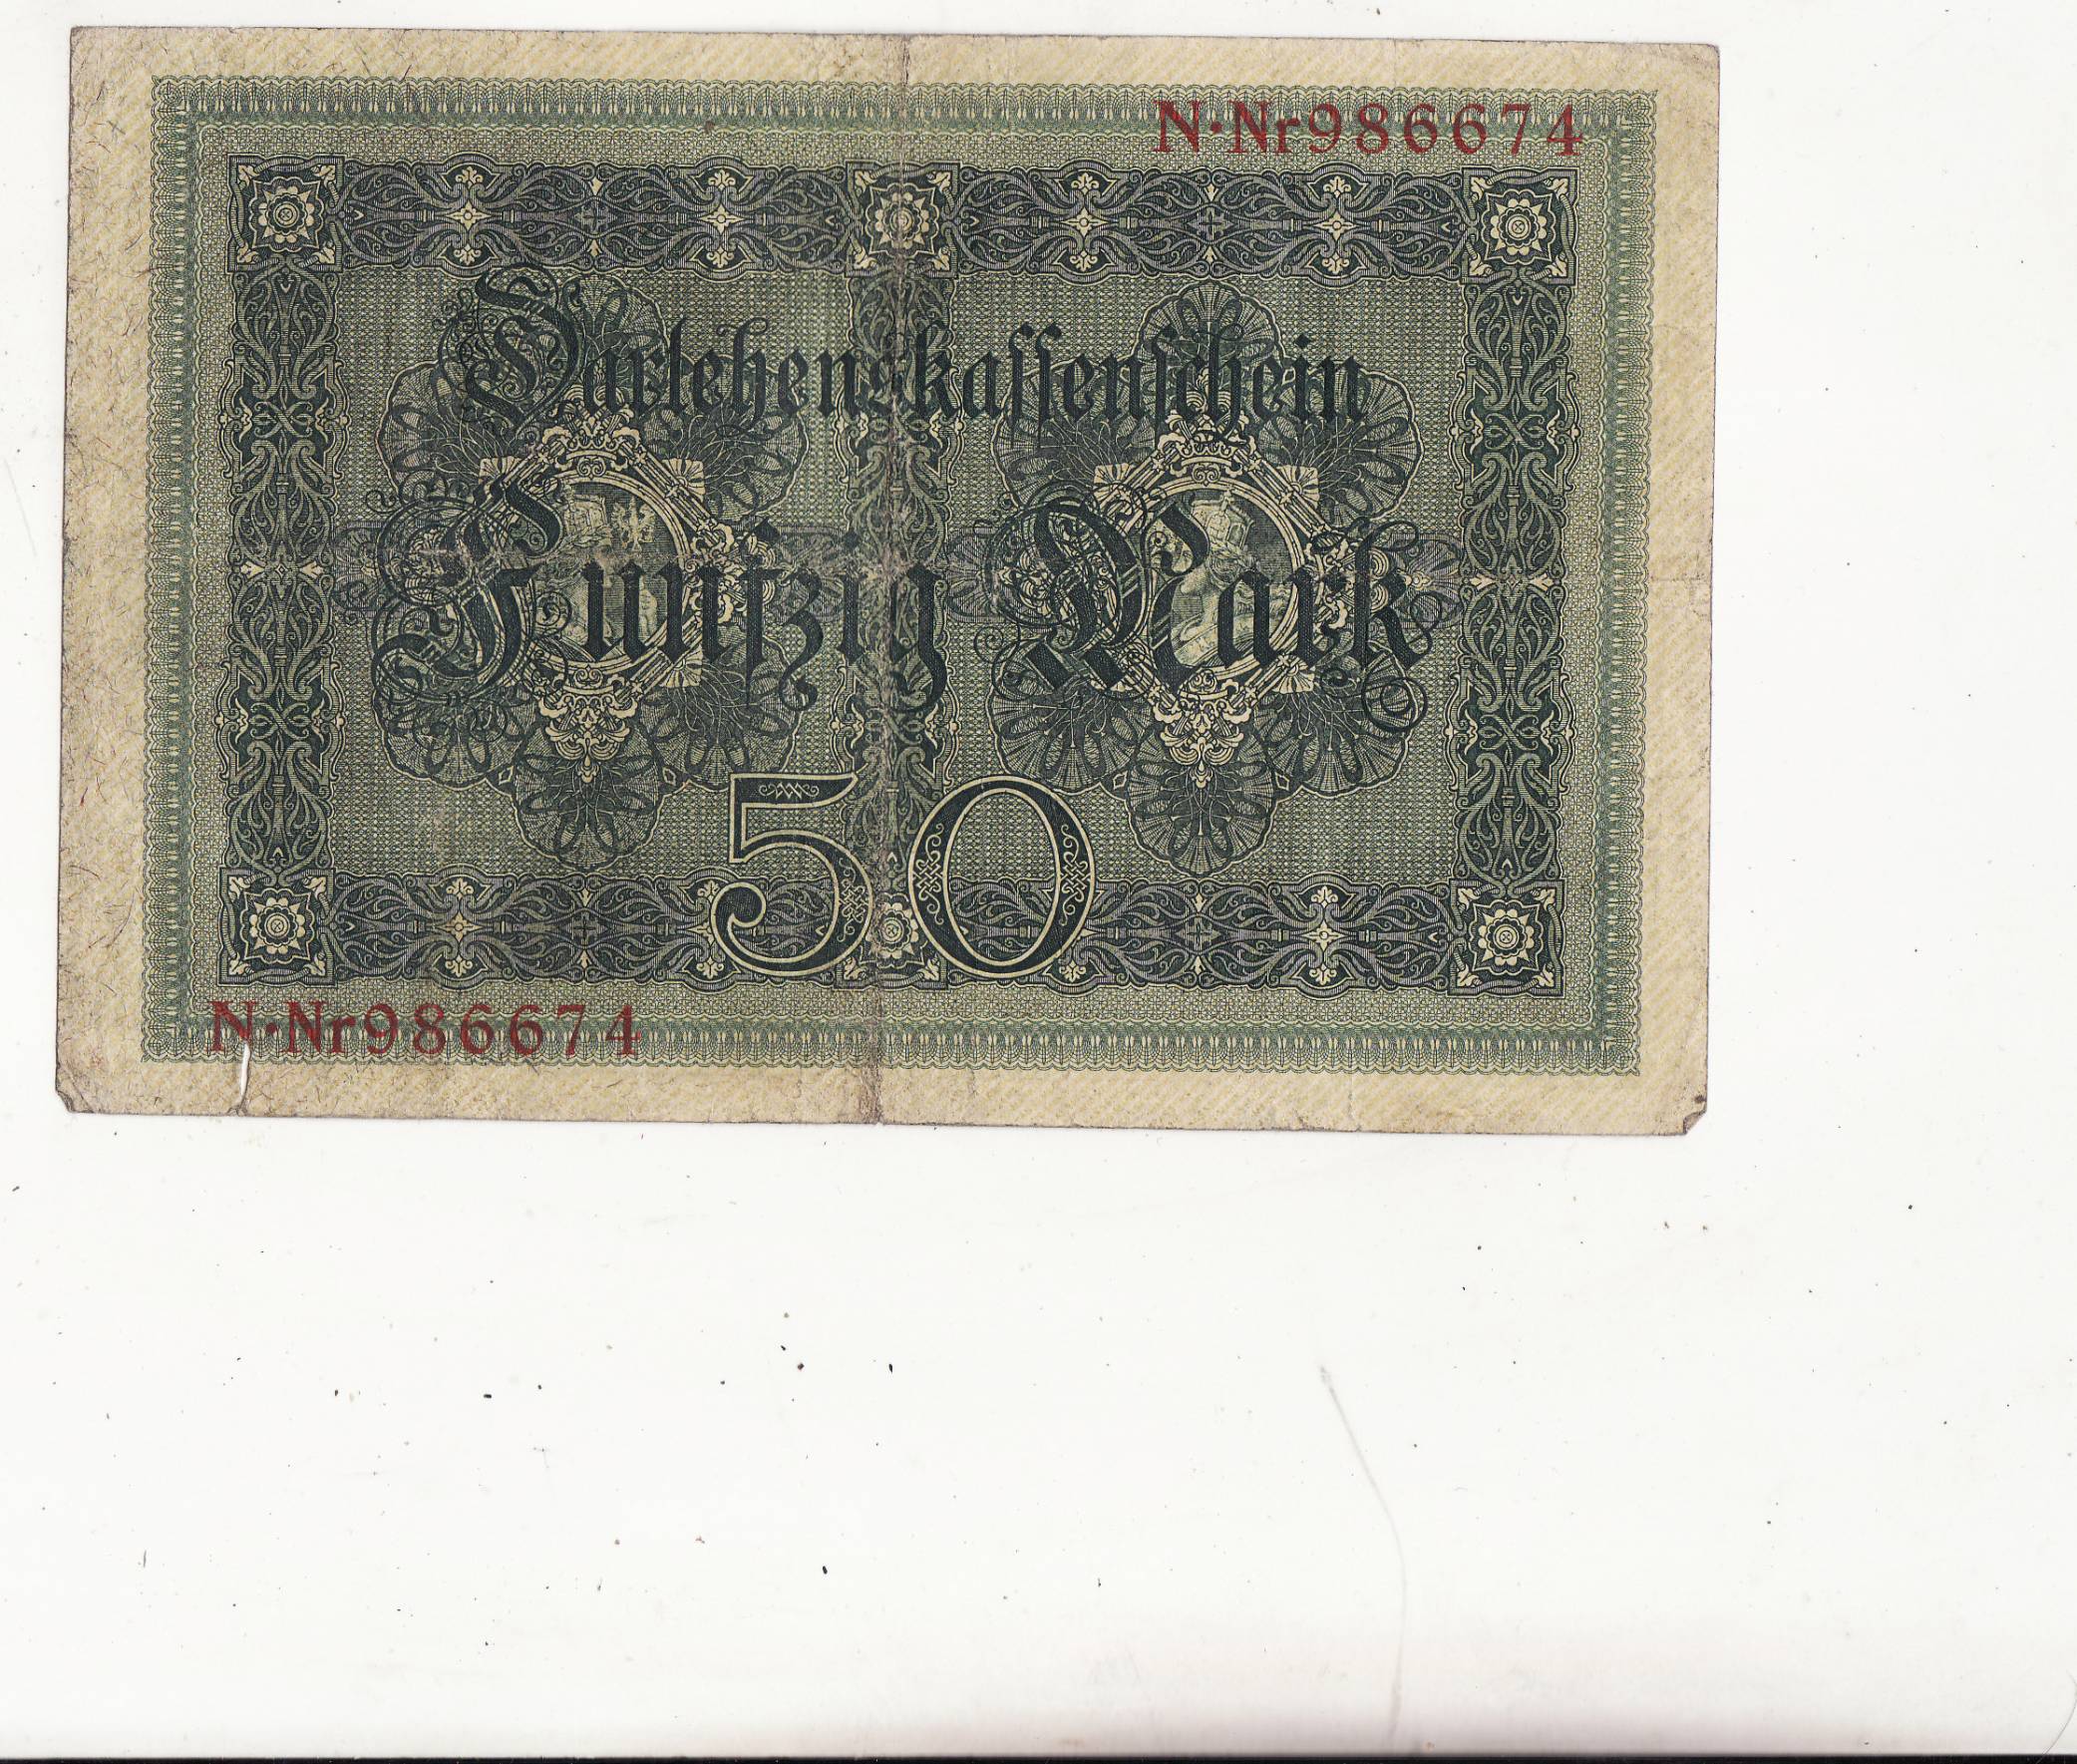 N·Nr986674
Darlehenskassenschein
Fünfzig Mark
50
N·Nr986674